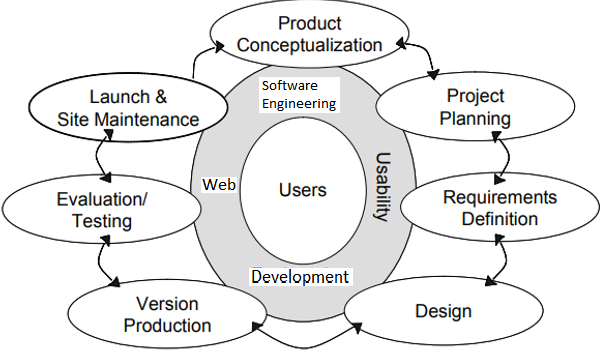 Product
Conceptualization
Software
Engineering
Launch &
Site Maintenance
Project
Planning
Web
Users
Usability
Evaluation/
Testing
Requirements
Definition
Development
Version
Production
Design